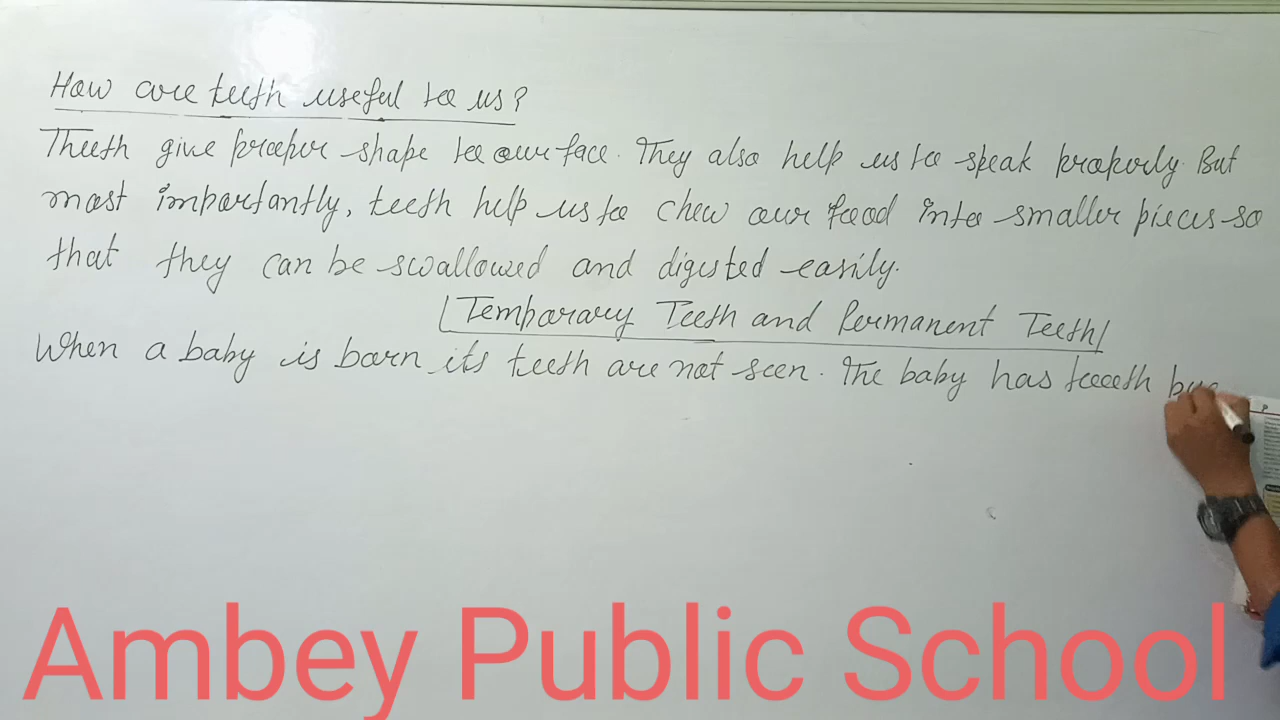 How are teeth useful to us?
Theeth give proper shape to our face. They also help us to speak properly. But
most importantly, teeth help us to chew our food into smaller pieces so
that they can be swallowed and digested easily.
Temporary Teeth and Permanent Teeth
When a baby is born its teeth are not seen. The baby has teeeth
Ambey Public School